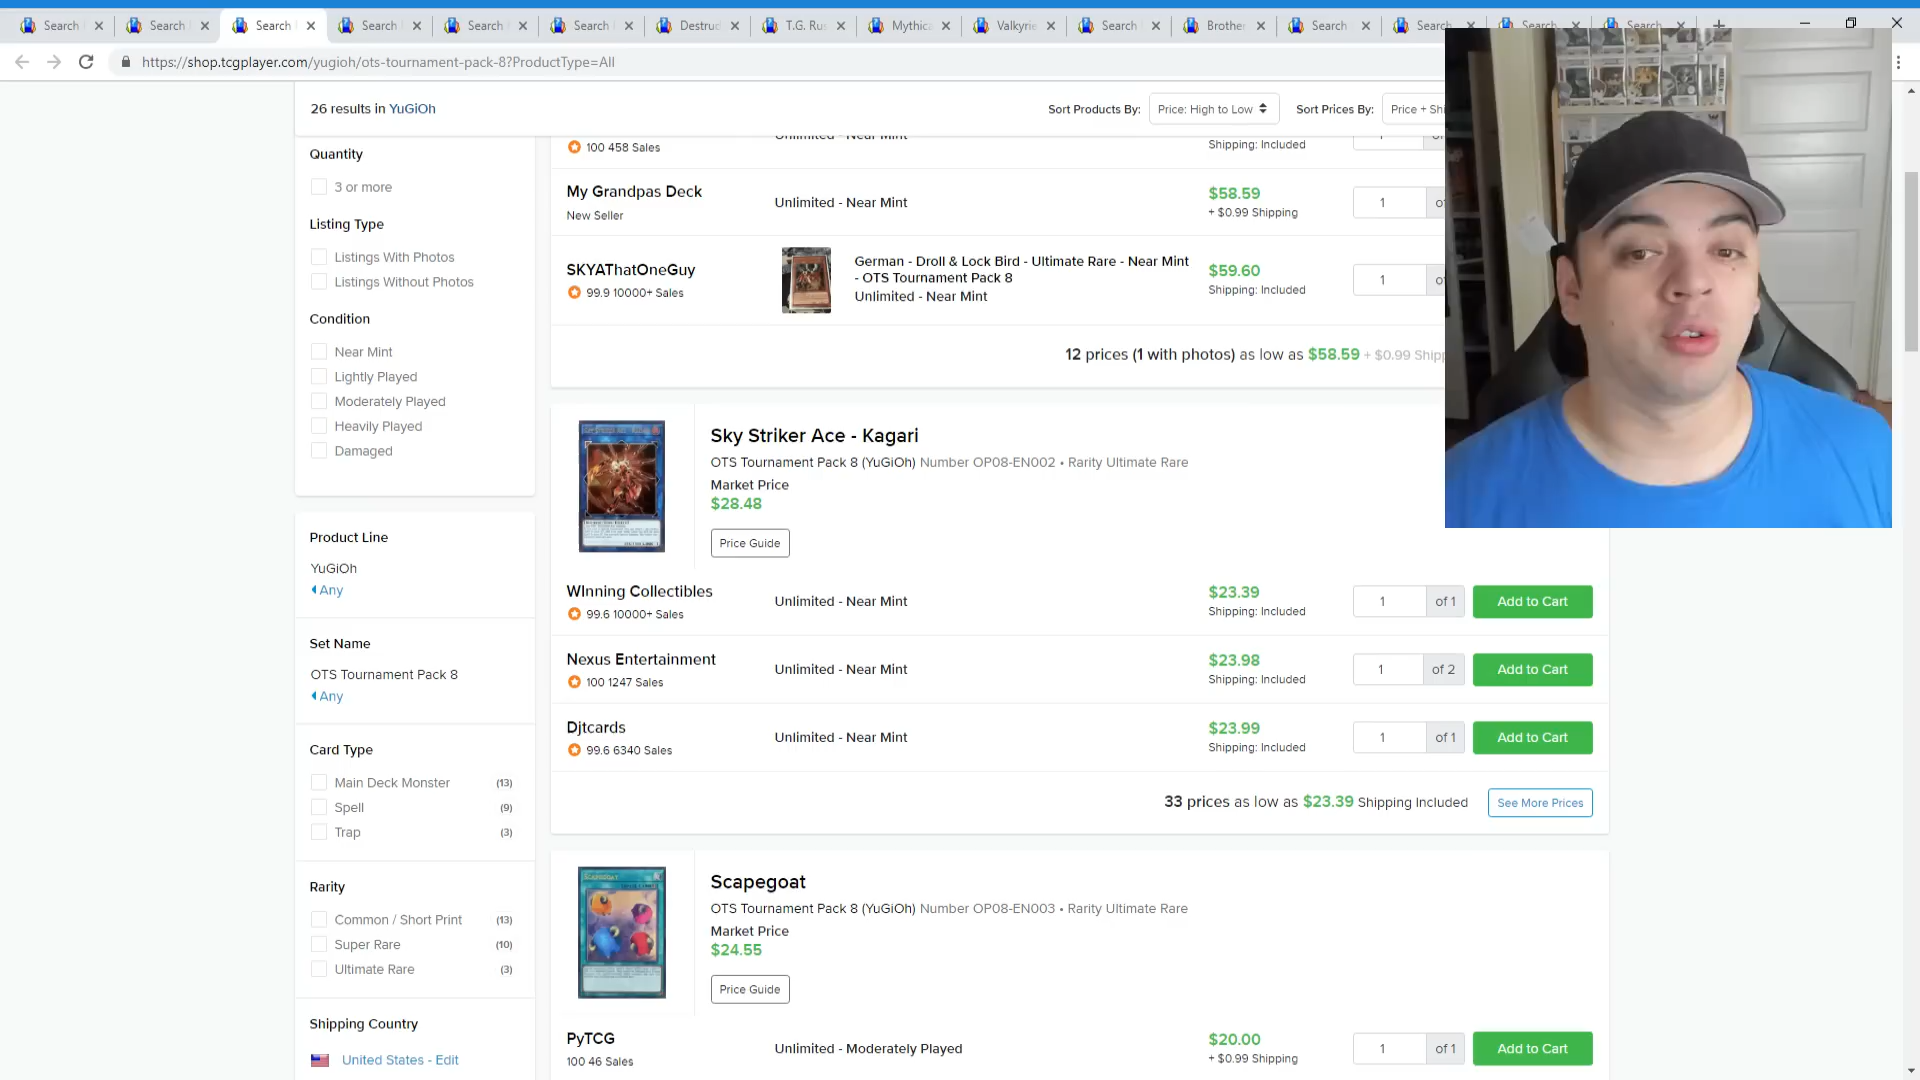 Search
Search
Search
Search
Search
Search
Destruc
T.G. Rus
Mythica
Valkyrie
Search
Brother
Search
Search
Search
Search
https://shop.tcgplayer.com/yugioh/ots-tournament-pack-8?ProductType=All
26 results in YuGiOh
Sort Products By:
Price: High to Low
Sort Prices By:
Price + Shi
Quantity
3 or more
Listing Type
Listings With Photos
Listings Without Photos
Condition
Near Mint
Lightly Played
Moderately Played
Heavily Played
Damaged
Product Line
YuGiOh
Any
Set Name
OTS Tournament Pack 8
Any
Card Type
Main Deck Monster (13)
Spell (9)
Trap (3)
Rarity
Common / Short Print (13)
Super Rare (10)
Ultimate Rare (3)
Shipping Country
United States - Edit
100 458 Sales
Unlimited - Near Mint
Shipping: Included
My Grandpas Deck
New Seller
Unlimited - Near Mint
$58.59
+ $0.99 Shipping
1
SKYAThatOneGuy
99.9 10000+ Sales
German - Droll & Lock Bird - Ultimate Rare - Near Mint
- OTS Tournament Pack 8
Unlimited - Near Mint
$59.60
Shipping: Included
1
12 prices (1 with photos) as low as $58.59 + $0.99 Shipp
Sky Striker Ace - Kagari
OTS Tournament Pack 8 (YuGiOh) Number OP08-EN002 • Rarity Ultimate Rare
Market Price
$28.48
Price Guide
WInning Collectibles
99.6 10000+ Sales
Unlimited - Near Mint
$23.39
Shipping: Included
1 of 1
Add to Cart
Nexus Entertainment
100 1247 Sales
Unlimited - Near Mint
$23.98
Shipping: Included
1 of 2
Add to Cart
Djtcards
99.6 6340 Sales
Unlimited - Near Mint
$23.99
Shipping: Included
1 of 1
Add to Cart
33 prices as low as $23.39 Shipping Included
See More Prices
Scapegoat
OTS Tournament Pack 8 (YuGiOh) Number OP08-EN003 • Rarity Ultimate Rare
Market Price
$24.55
Price Guide
PyTCG
100 46 Sales
Unlimited - Moderately Played
$20.00
+ $0.99 Shipping
1 of 1
Add to Cart